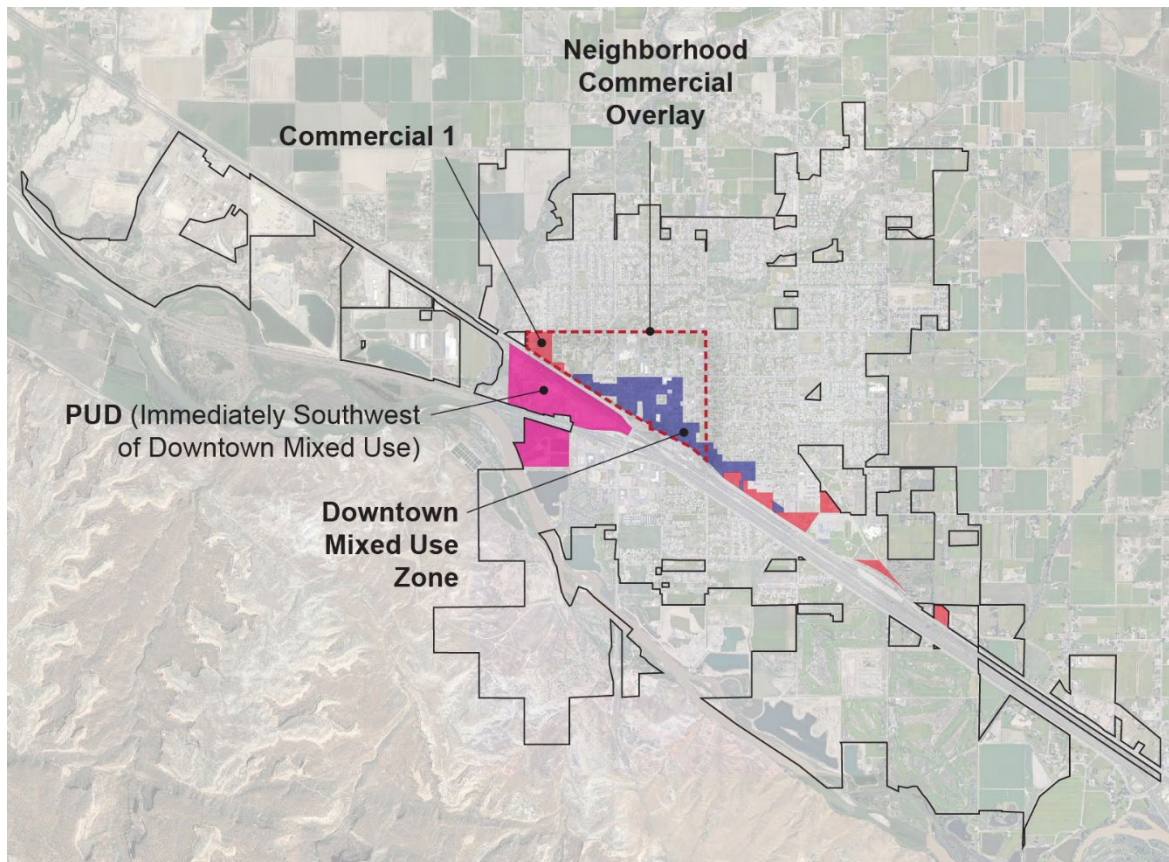 Neighborhood
Commercial
Overlay
Commercial 1
PUD (Immediately Southwest
of Downtown Mixed Use)
Downtown
Mixed Use
Zone